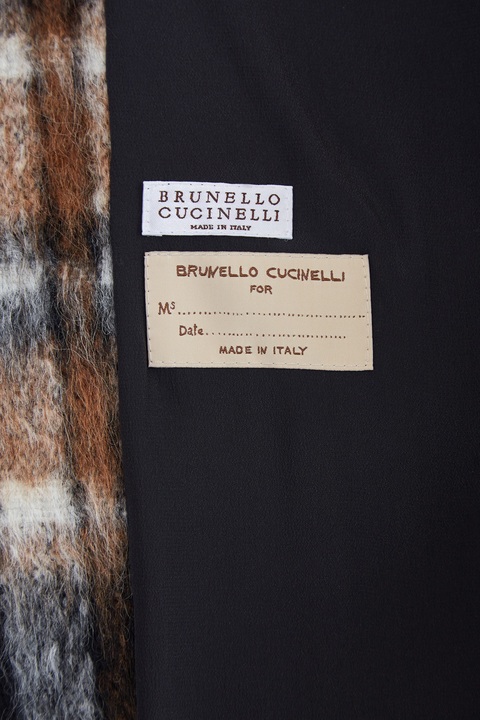 BRUNELLO
CUCINELLI
MADE IN ITALY
BRUNELLO CUCINELLI
FOR
Ms........................................
Date..............................
MADE IN ITALY